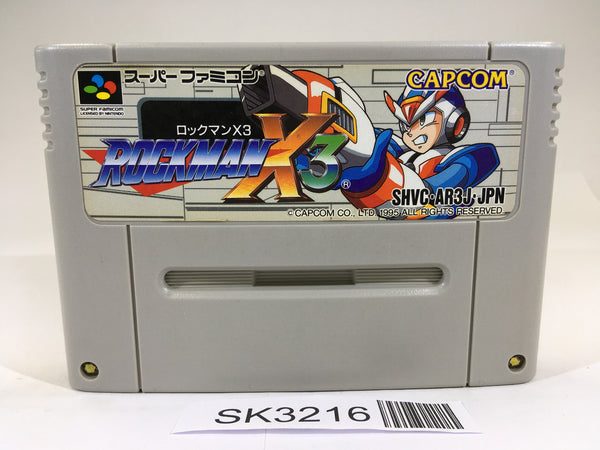 スーパーファミコン
SUPER FAMICOM
LICENSED BY NINTENDO
CAPCOM
ロックマンX3
ROCKMAN X3®
SHVC-AR3J-JPN
©CAPCOM CO., LTD. 1995 ALL RIGHTS RESERVED.
SK3216